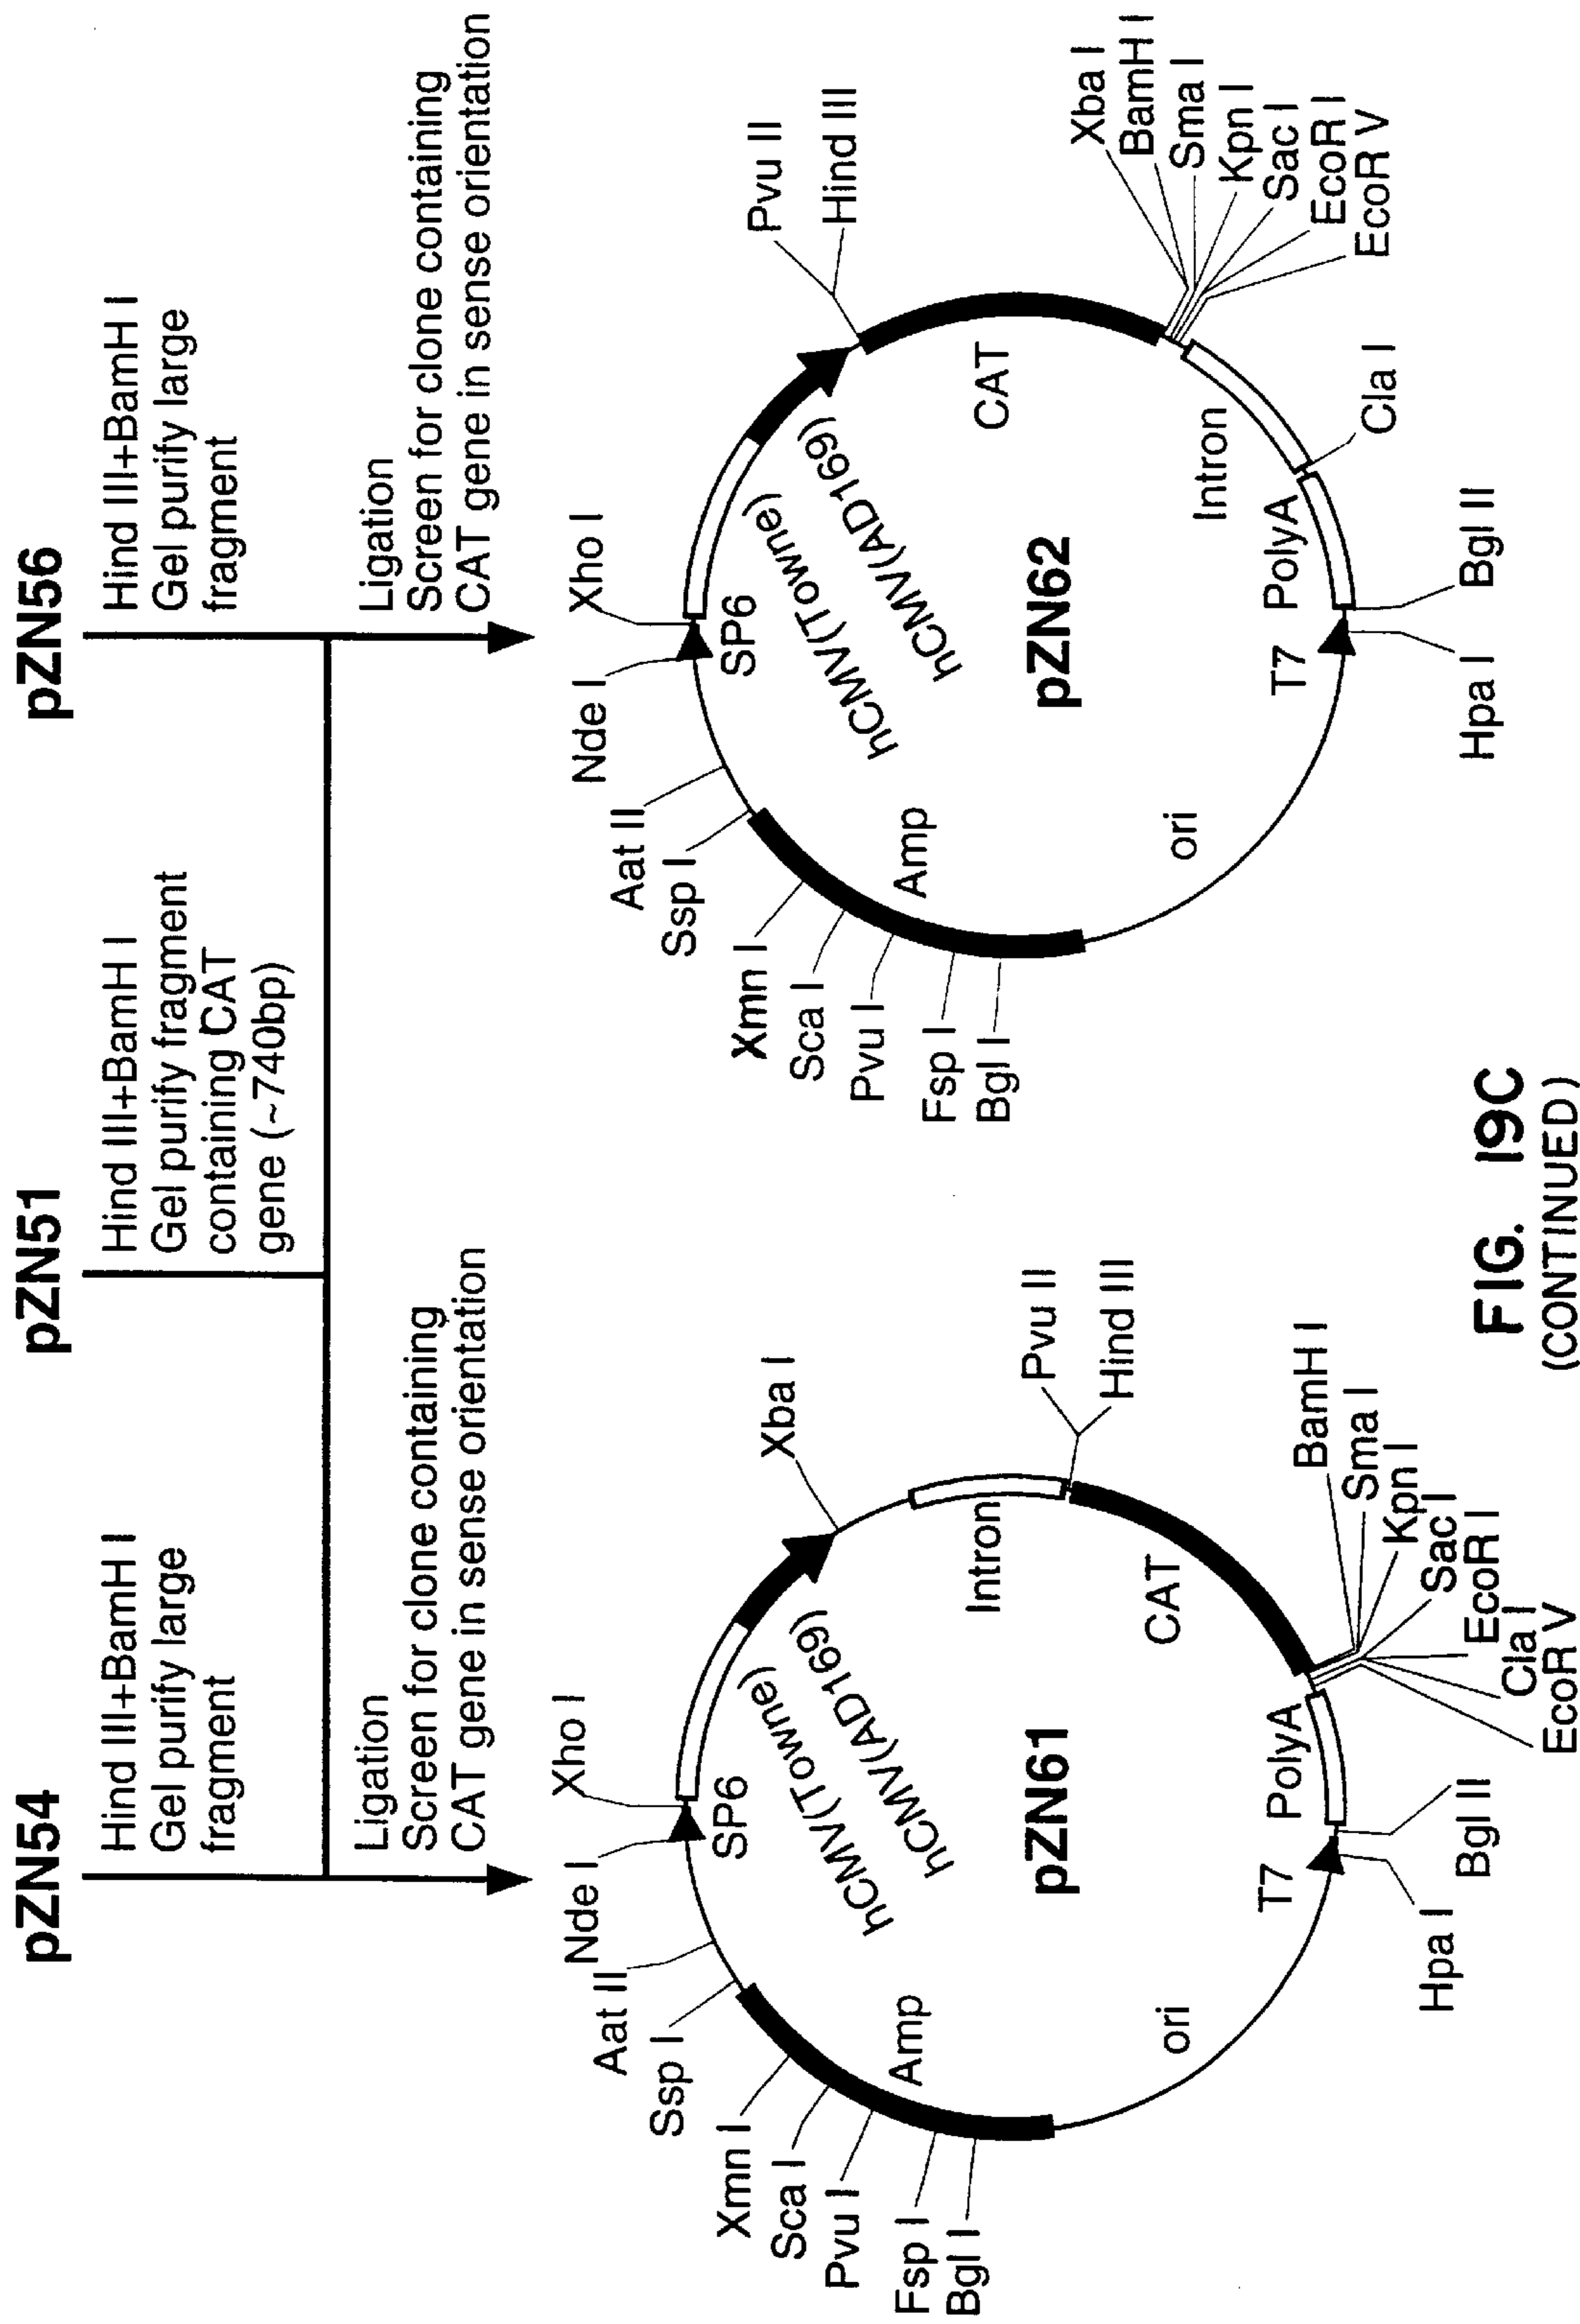 pZN54
Hind III+BamH I
Gel purify large
fragment
pZN51
Hind III+BamH I
Gel purify fragment
containing CAT
gene (~740bp)
pZN56
Hind III+BamH I
Gel purify large
fragment
Ligation
Screen for clone containing
CAT gene in sense orientation
Ligation
Screen for clone containing
CAT gene in sense orientation
Xho I
Nde I
Aat II
Ssp I
Xmn I
Sca I
Pvu I
Fsp I
Bgl I
SP6
hCMV(Towne)
hCMV(AD169)
Xba I
Intron
Pvu II
Hind III
CAT
Amp
pZN61
ori
BamH I
Sma I
Kpn I
Sac I
EcoR I
Cla I
EcoR V
PolyA
T7
Bgl II
Hpa I
Xho I
Nde I
Aat II
Ssp I
Xmn I
Sca I
Pvu I
Fsp I
Bgl I
SP6
hCMV(Towne)
hCMV(AD169)
Pvu II
Hind III
CAT
Amp
pZN62
ori
Xba I
BamH I
Sma I
Kpn I
Sac I
EcoR I
EcoR V
Intron
Cla I
PolyA
T7
Bgl II
Hpa I
FIG. 19C
(CONTINUED)